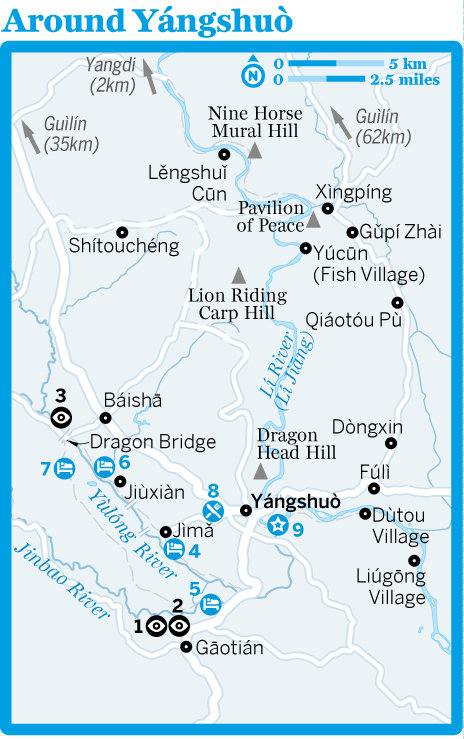 Around Yángshuò
Yangdi
(2km)
0 5 km
N
0 2.5 miles
Guìlín
(35km)
Nine Horse
Mural Hill
Guìlín
(62km)
Lěngshuǐ
Cūn
Xìngpíng
Pavilion
of Peace
Gǔpí Zhài
Shítouchéng
Yúcūn
(Fish Village)
Lion Riding
Carp Hill
Qiáotóu Pù
Lí River
(Lí Jiāng)
3
Báishā
Dragon Bridge
Dòngxin
Dragon
Head Hill
7
6
Fúlì
Jiùxiàn
8
Yángshuò
Yùlóng River
9
Dùtou
Village
Jìmǎ
4
Jinbao River
Liúgōng
Village
5
1
2
Gāotián